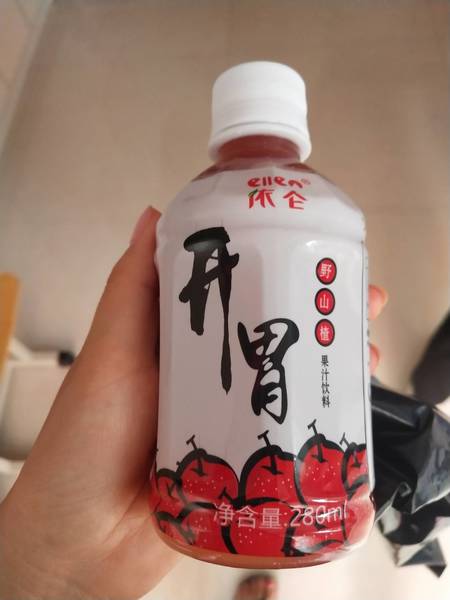 ellen®
依仑
开胃
野山楂
果汁饮料
净含量:280ml